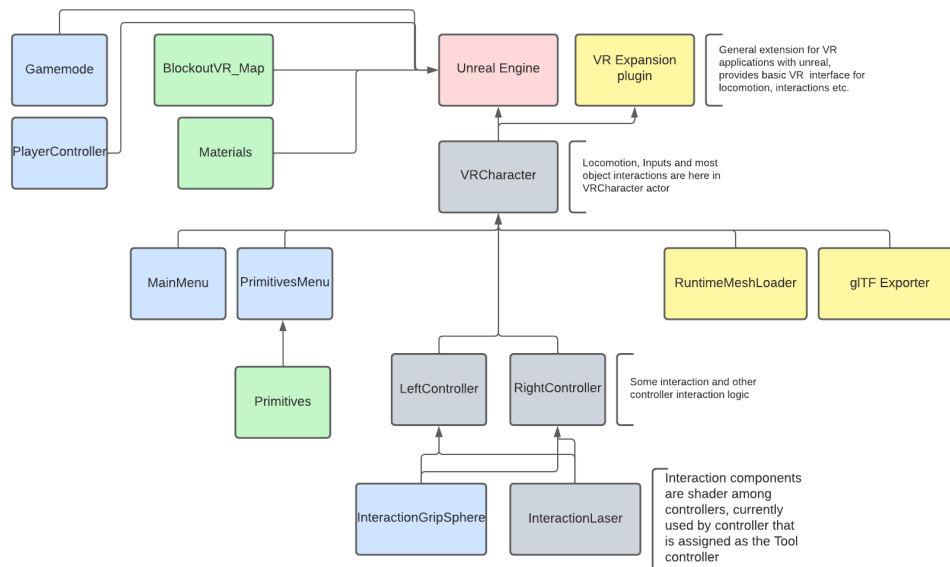 Gamemode
BlockoutVR_Map
Unreal Engine
VR Expansion
plugin
General extension for VR
applications with unreal,
provides basic VR interface for
locomotion, interactions etc.
PlayerController
Materials
VRCharacter
Locomotion, Inputs and most
object interactions are here in
VRCharacter actor
MainMenu
PrimitivesMenu
RuntimeMeshLoader
glTF Exporter
Primitives
LeftController
RightController
Some interaction and other
controller interaction logic
InteractionGripSphere
InteractionLaser
Interaction components
are shader among
controllers, currently
used by controller that
is assigned as the Tool
controller